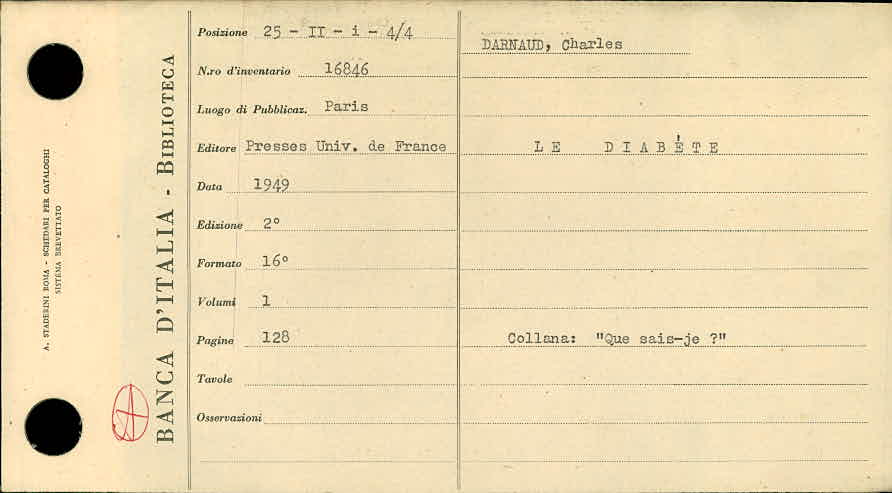 A. STADERINI ROMA - SCHEDARI PER CATALOGHI
SISTEMA BREVETTATO
BANCA D'ITALIA - BIBLIOTECA
Posizione 25 - II - i - 4/4
N.ro d'inventario 16846
Luogo di Pubblicaz. Paris
Editore Presses Univ. de France
Data 1949
Edizione 2°
Formato 16°
Volumi 1
Pagine 128
Tavole
Osservazioni
DARNAUD, Charles
LE DIABÈTE
Collana: "Que sais-je ?"